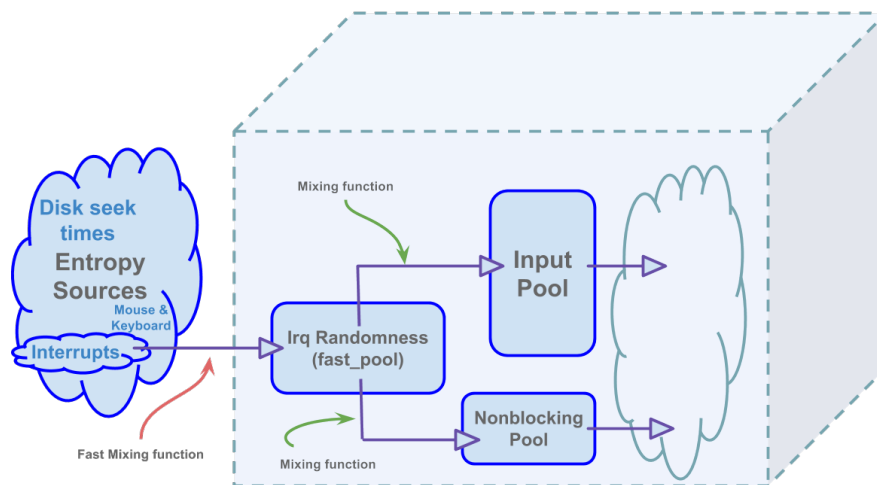 Disk seek
times
Entropy
Sources
Mouse &
Keyboard
Interrupts
Fast Mixing function
Mixing function
Irq Randomness
(fast_pool)
Mixing function
Input
Pool
Nonblocking
Pool